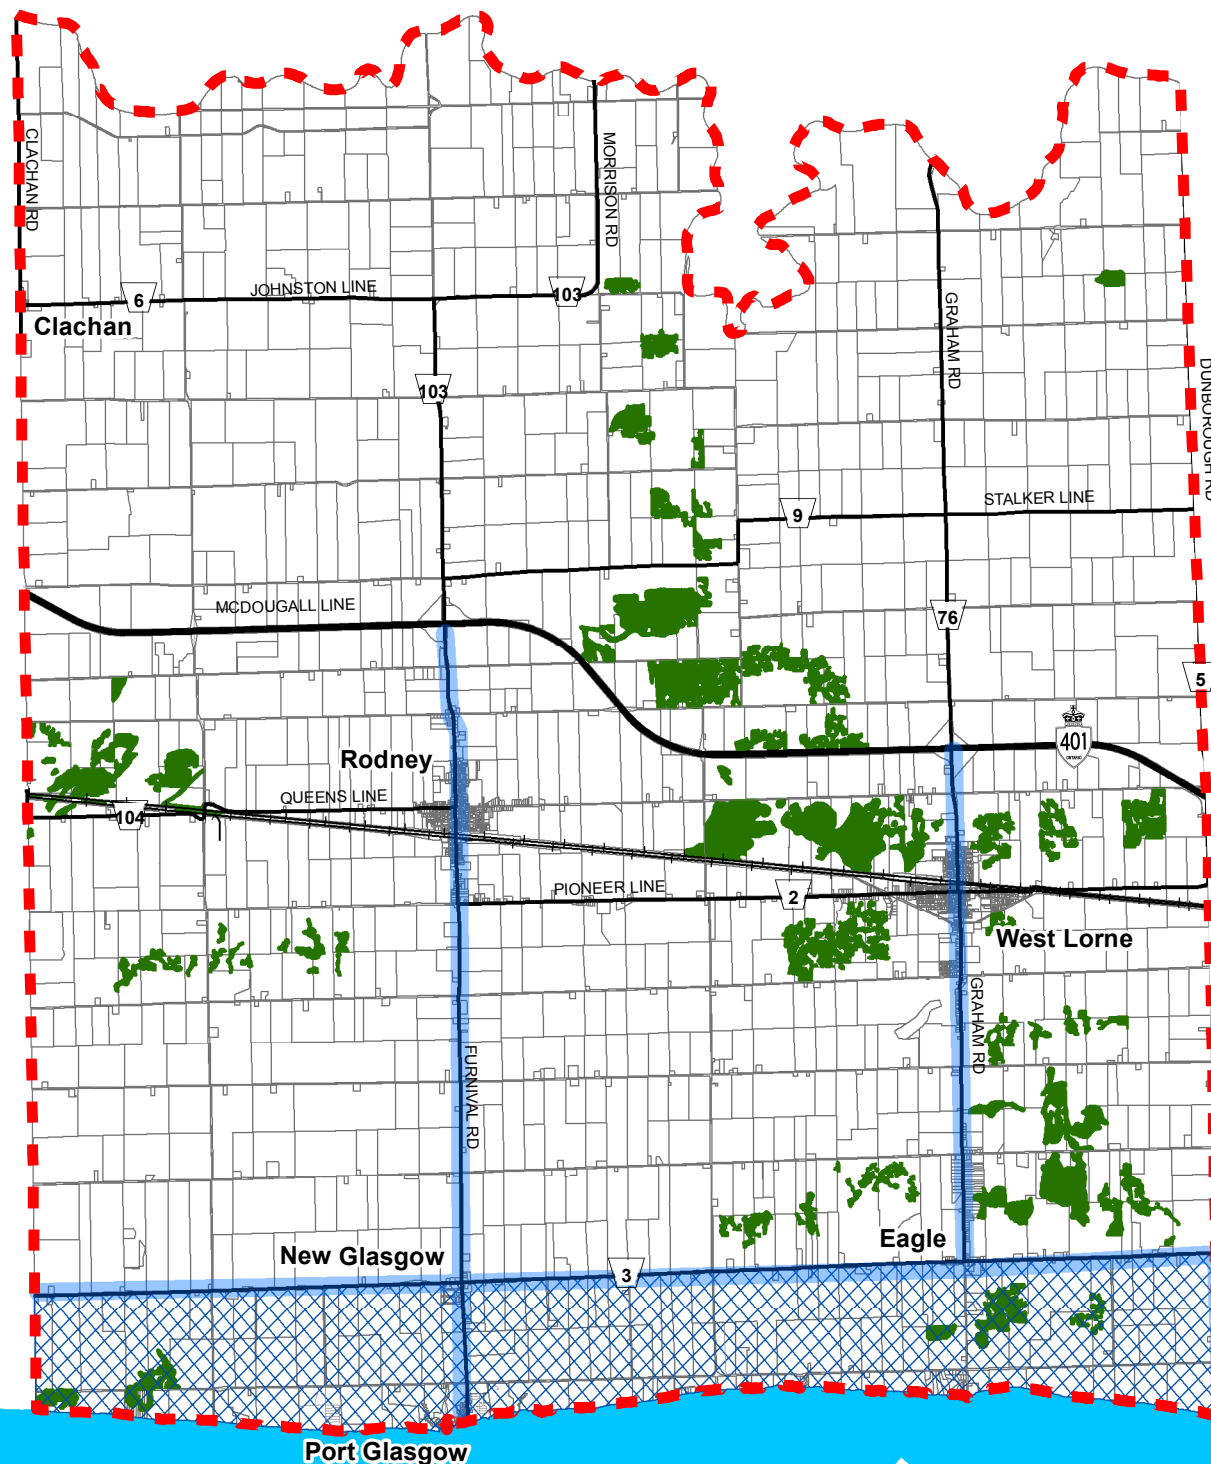 CLACHAN RD
MORRISON RD
JOHNSTON LINE
6
103
Clachan
GRAHAM RD
103
DUNBOROUGH RD
STALKER LINE
9
MCDOUGALL LINE
76
5
401
ONTARIO
Rodney
QUEENS LINE
104
PIONEER LINE
2
West Lorne
GRAHAM RD
FURNIVAL RD
Eagle
New Glasgow
3
Port Glasgow